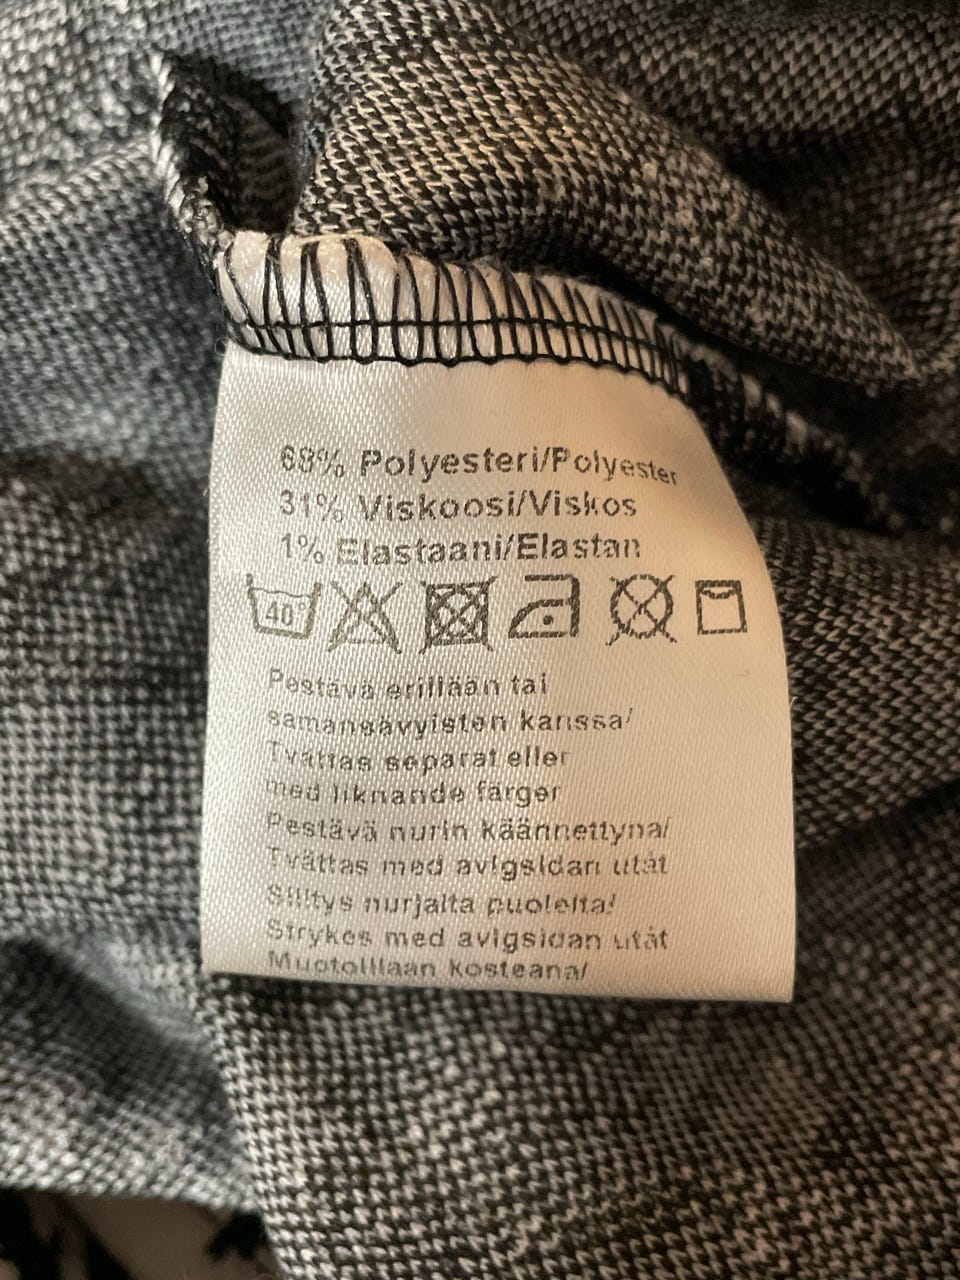 68% Polyesteri/Polyester
31% Viskoosi/Viskos
1% Elastaani/Elastan
40°
Pestävä erillään tai
samansävyisten kanssa/
Tvättas separat eller
med liknande färger
Pestävä nurin käännettynä/
Tvättas med avigsidan utåt
Silitys nurjalta puolelta/
Strykes med avigsidan utåt
Muotoillaan kosteana/